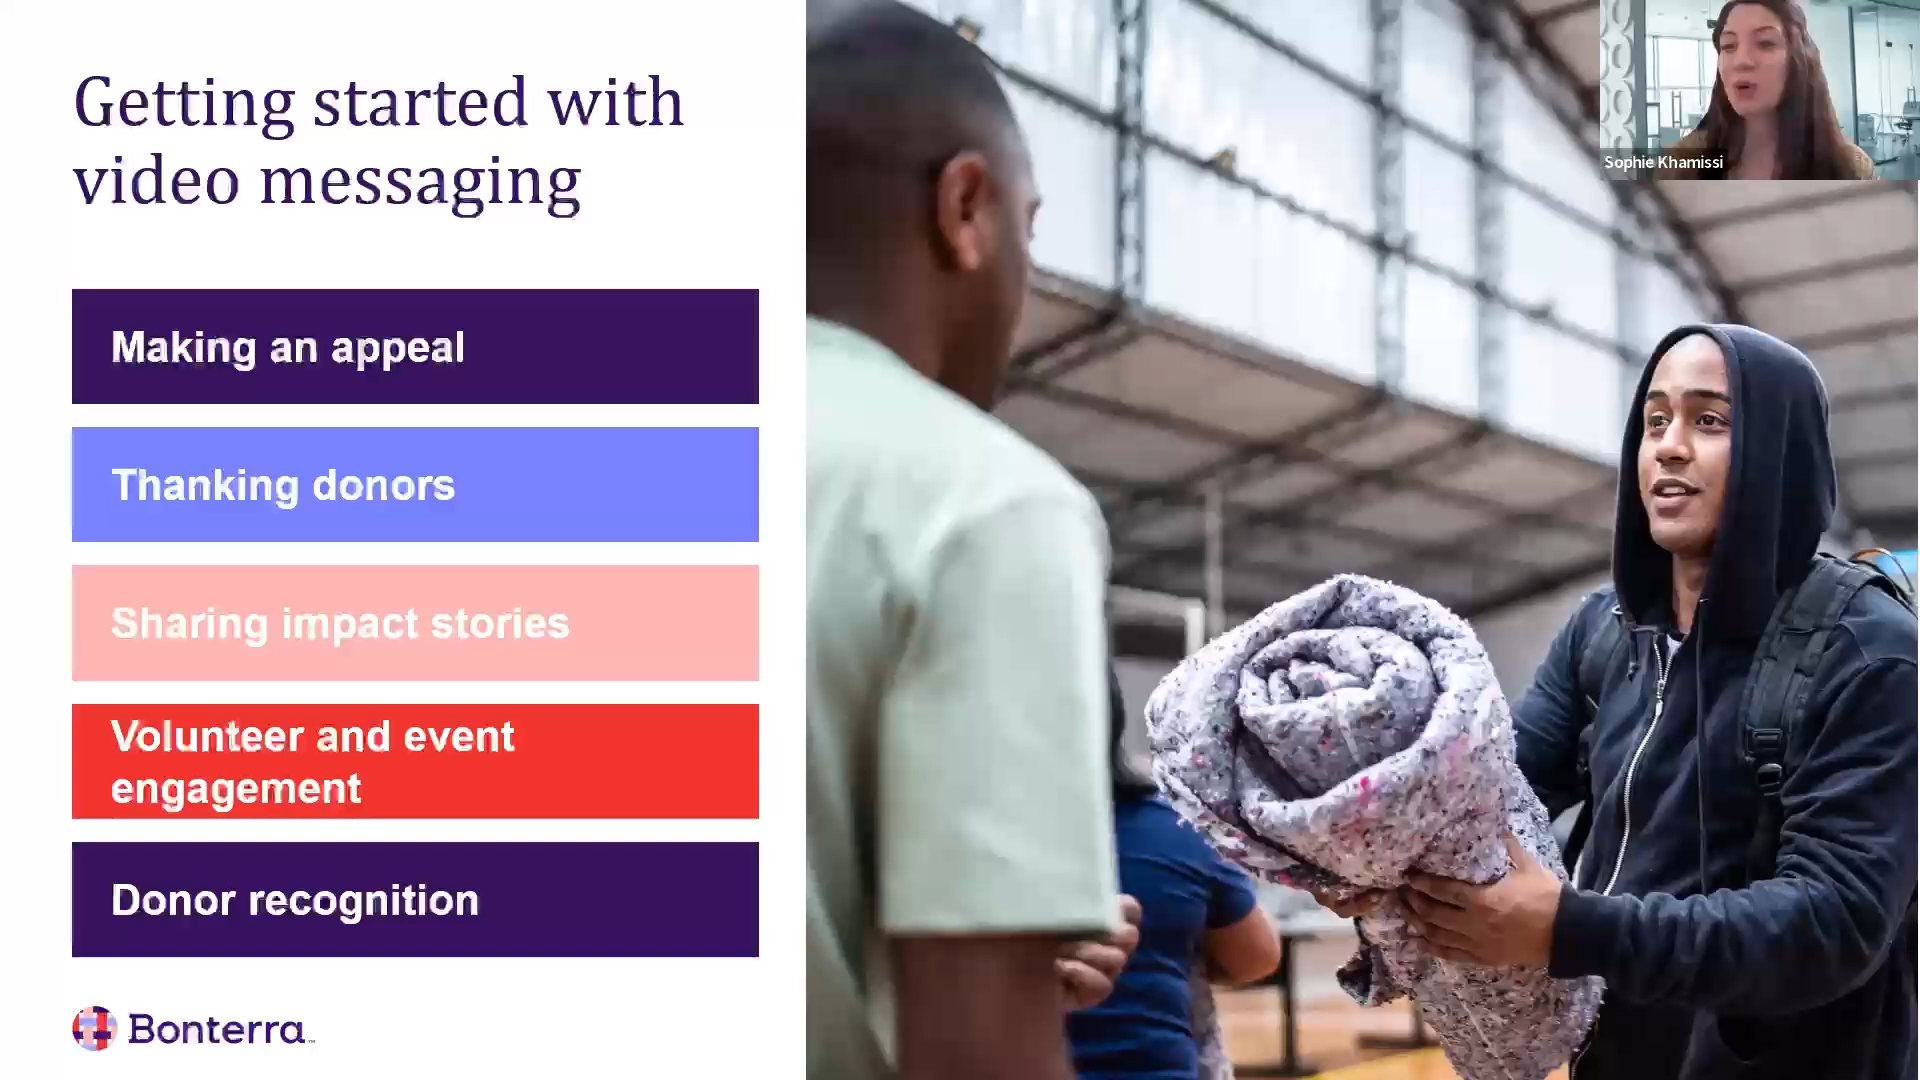 Getting started with
video messaging
Making an appeal
Thanking donors
Sharing impact stories
Volunteer and event
engagement
Donor recognition
Bonterra™
Sophie Khamissi